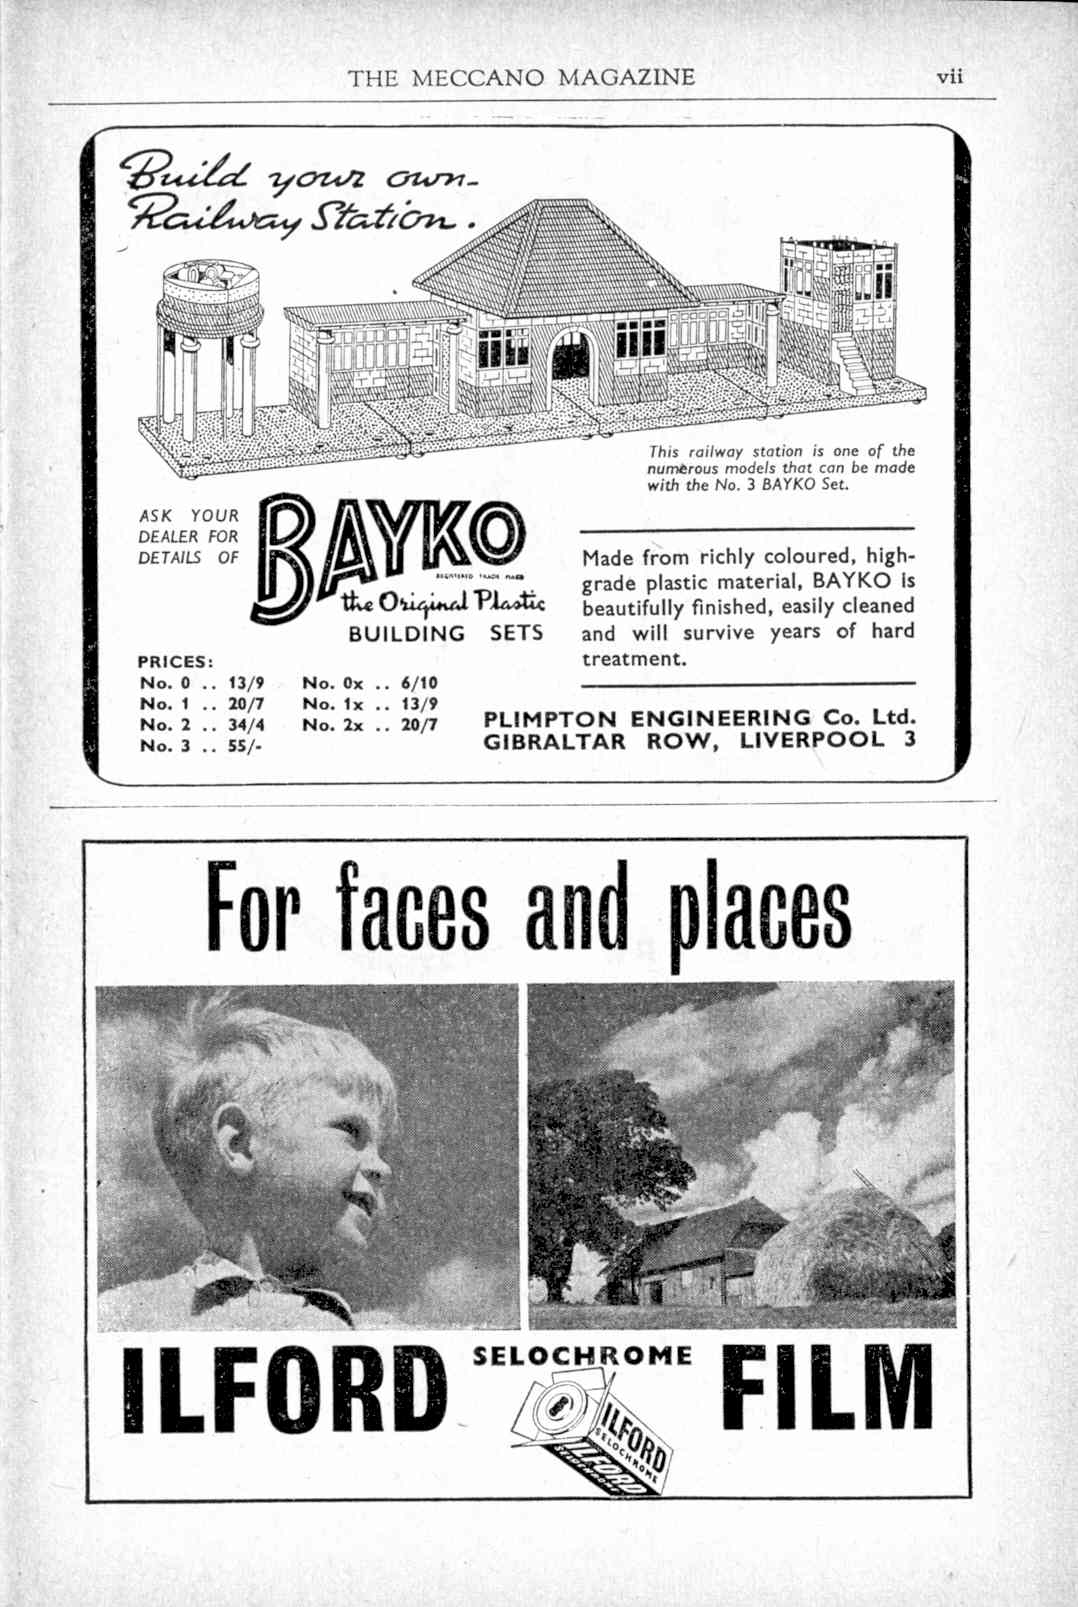 THE MECCANO MAGAZINE vii
Build your own-
Railway Station.
This railway station is one of the
numerous models that can be made
with the No. 3 BAYKO Set.
ASK YOUR
DEALER FOR
DETAILS OF
BAYKO
REGISTERED TRADE MARK
the Original Plastic
BUILDING SETS
Made from richly coloured, high-
grade plastic material, BAYKO is
beautifully finished, easily cleaned
and will survive years of hard
treatment.
PRICES:
No. 0 .. 13/9 No. 0x .. 6/10
No. 1 .. 20/7 No. 1x .. 13/9
No. 2 .. 34/4 No. 2x .. 20/7
No. 3 .. 55/-
PLIMPTON ENGINEERING Co. Ltd.
GIBRALTAR ROW, LIVERPOOL 3
For faces and places
ILFORD SELOCHROME FILM
ILFORD
SELOCHROME
ILFORD